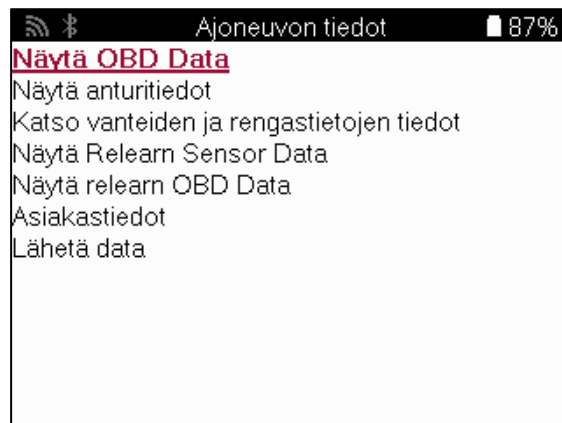 Ajoneuvon tiedot 87%
Näytä OBD Data
Näytä anturitiedot
Katso vanteiden ja rengastietojen tiedot
Näytä Relearn Sensor Data
Näytä relearn OBD Data
Asiakastiedot
Lähetä data